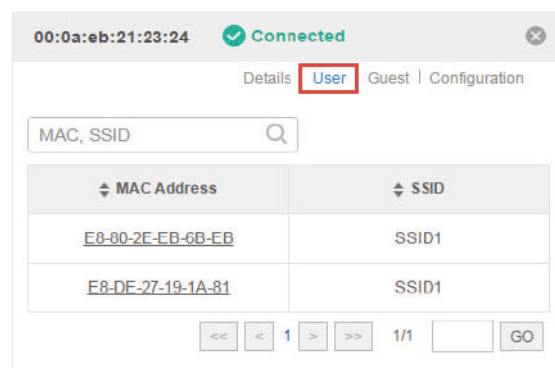 00:0a:eb:21:23:24 Connected
Details User Guest | Configuration
MAC, SSID
MAC Address SSID
E8-80-2E-EB-6B-EB SSID1
E8-DE-27-19-1A-81 SSID1
<< < 1 > >> 1/1 GO